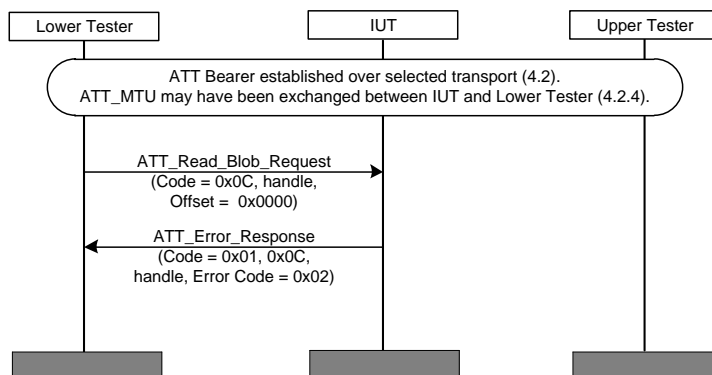 Lower Tester
IUT
Upper Tester
ATT Bearer established over selected transport (4.2).
ATT_MTU may have been exchanged between IUT and Lower Tester (4.2.4).
ATT_Read_Blob_Request
(Code = 0x0C, handle,
Offset = 0x0000)
ATT_Error_Response
(Code = 0x01, 0x0C,
handle, Error Code = 0x02)